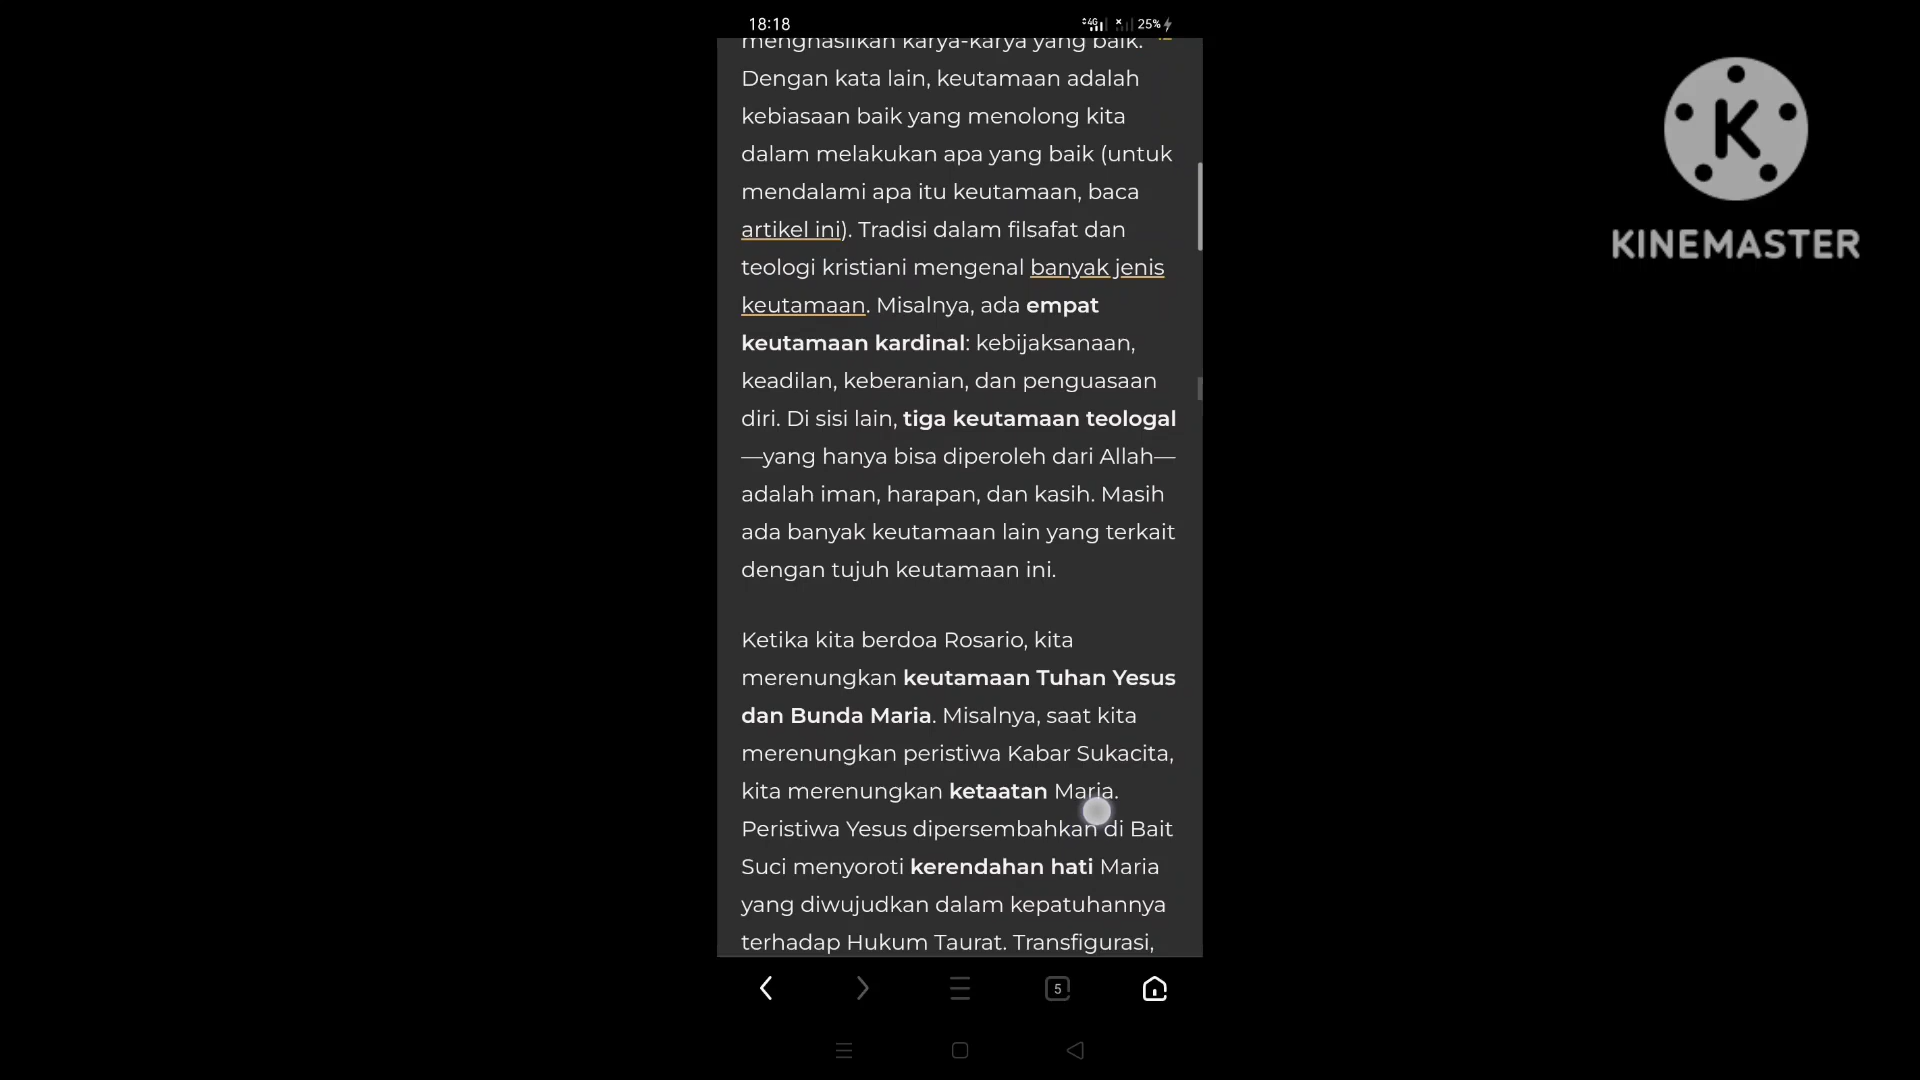 18:18
4G
25%
menghasilkan karya-karya yang baik.
Dengan kata lain, keutamaan adalah
kebiasaan baik yang menolong kita
dalam melakukan apa yang baik (untuk
mendalami apa itu keutamaan, baca
artikel ini). Tradisi dalam filsafat dan
teologi kristiani mengenal banyak jenis
keutamaan. Misalnya, ada empat
keutamaan kardinal: kebijaksanaan,
keadilan, keberanian, dan penguasaan
diri. Di sisi lain, tiga keutamaan teologal
—yang hanya bisa diperoleh dari Allah—
adalah iman, harapan, dan kasih. Masih
ada banyak keutamaan lain yang terkait
dengan tujuh keutamaan ini.
Ketika kita berdoa Rosario, kita
merenungkan keutamaan Tuhan Yesus
dan Bunda Maria. Misalnya, saat kita
merenungkan peristiwa Kabar Sukacita,
kita merenungkan ketaatan Maria.
Peristiwa Yesus dipersembahkan di Bait
Suci menyoroti kerendahan hati Maria
yang diwujudkan dalam kepatuhannya
terhadap Hukum Taurat. Transfigurasi,
5
K
KINEMASTER